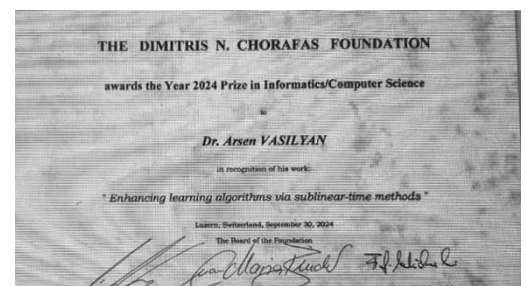 THE DIMITRIS N. CHORAFAS FOUNDATION
awards the Year 2024 Prize in Informatics/Computer Science
to
Dr. Arsen VASILYAN
in recognition of his work:
" Enhancing learning algorithms via sublinear-time methods "
Luzern, Switzerland, September 30, 2024
The Board of the Foundation